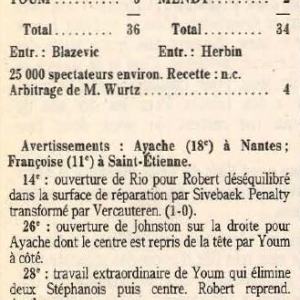 Total.......... 36 Total.......... 34
Entr. : Blazevic Entr. : Herbin
25 000 spectateurs environ. Recette : n.c.
Arbitrage de M. Wurtz
Avertissements : Ayache (18e) à Nantes ;
Françoise (11e) à Saint-Étienne.
14e : ouverture de Rio pour Robert déséquilibré
dans la surface de réparation par Sivebaek. Penalty
transformé par Vercauteren. (1-0).
26e : ouverture de Johnston sur la droite pour
Ayache dont le centre est repris de la tête par Youm
à côté.
28e : travail extraordinaire de Youm qui élimine
deux Stéphanois puis centre. Robert reprend.